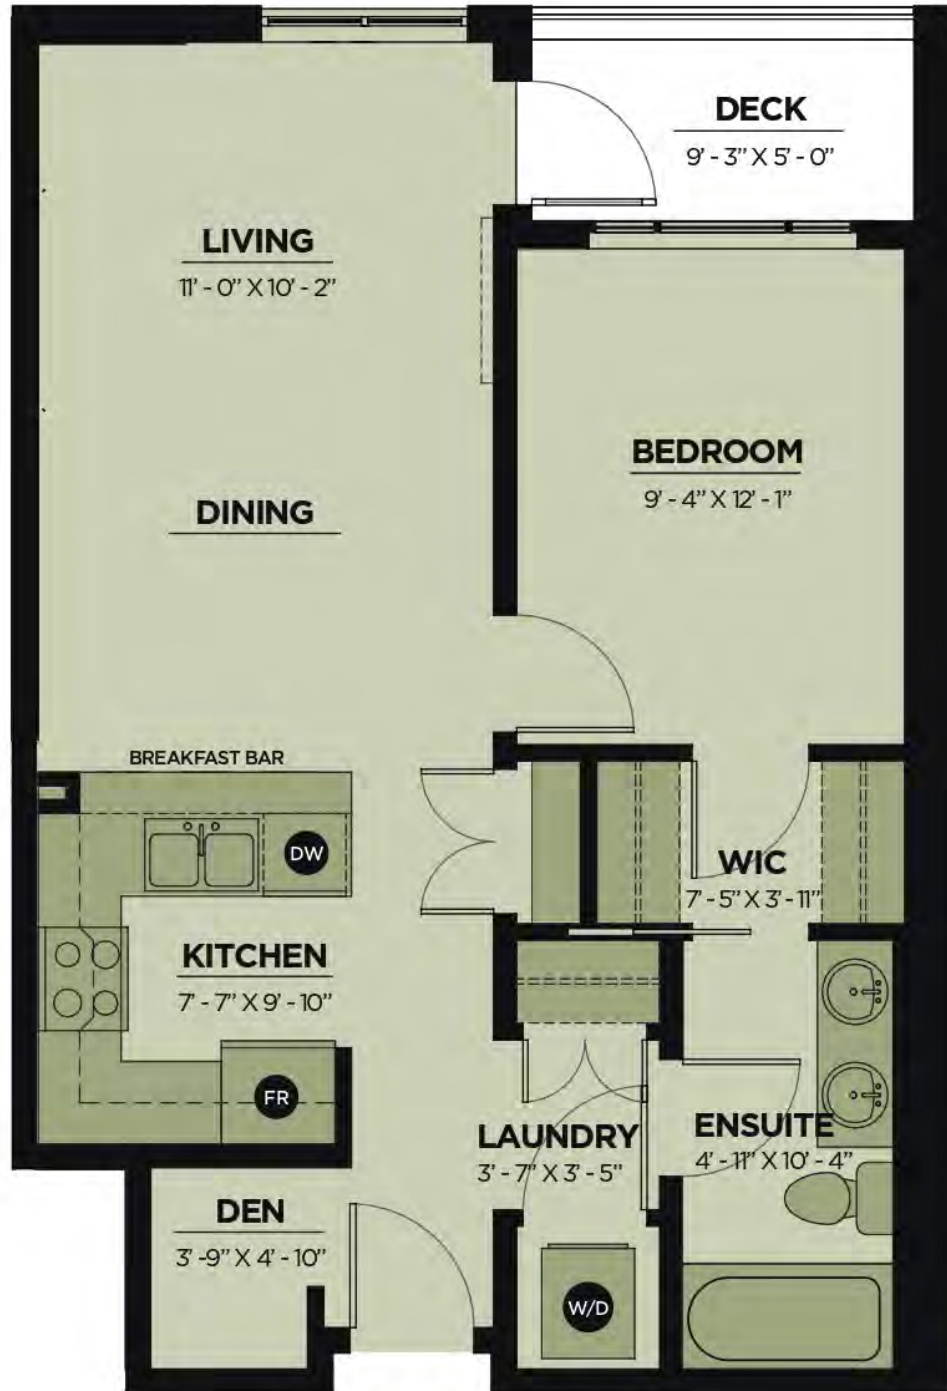 DECK
9' - 3" X 5' - 0"
LIVING
11' - 0" X 10' - 2"
BEDROOM
9' - 4" X 12' - 1"
DINING
BREAKFAST BAR
DW
WIC
7' - 5" X 3' - 11"
KITCHEN
7' - 7" X 9' - 10"
FR
LAUNDRY
3' - 7" X 3' - 5"
ENSUITE
4' - 11" X 10' - 4"
DEN
3' -9" X 4' - 10"
W/D